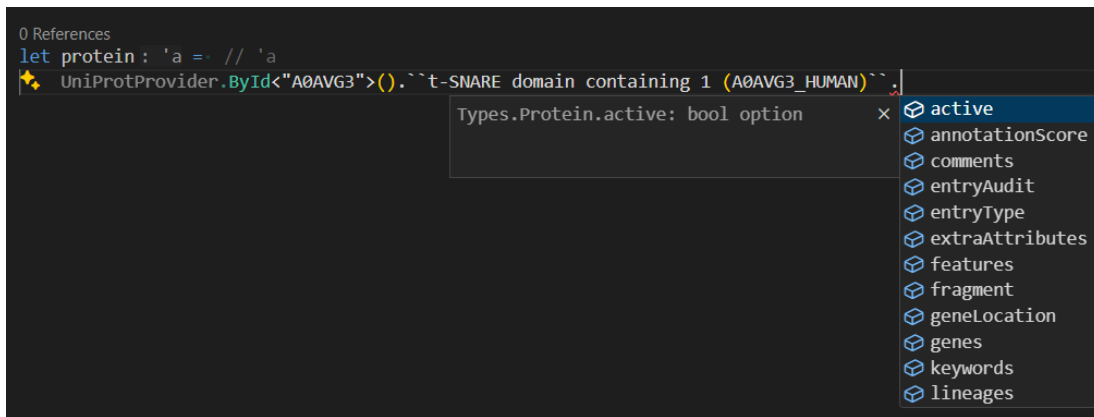 0 References
let protein : 'a = // 'a
UniProtProvider.ById<"A0AVG3">().``t-SNARE domain containing 1 (A0AVG3_HUMAN)``.
Types.Protein.active: bool option ×
active
annotationScore
comments
entryAudit
entryType
extraAttributes
features
fragment
geneLocation
genes
keywords
lineages